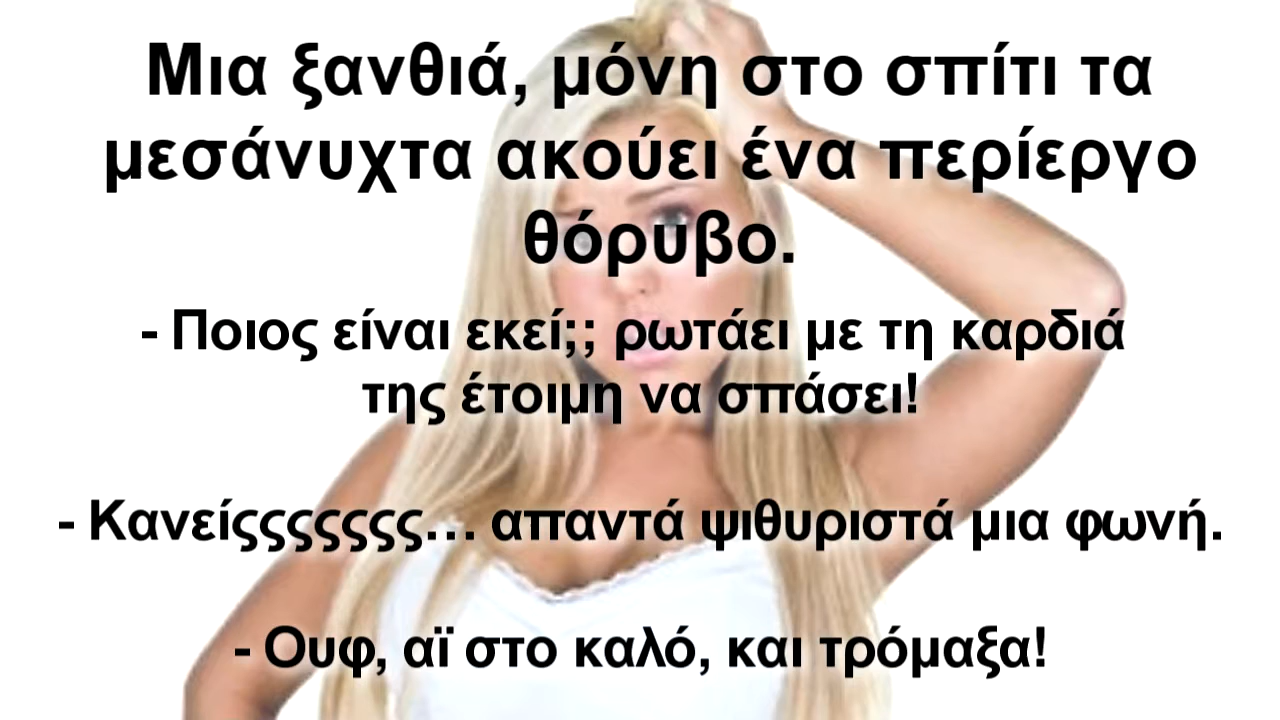 Μια ξανθιά, μόνη στο σπίτι τα
μεσάνυχτα ακούει ένα περίεργο
θόρυβο.
- Ποιος είναι εκεί;; ρωτάει με τη καρδιά
της έτοιμη να σπάσει!
- Κανείςςςςςςς... απαντά ψιθυριστά μια φωνή.
- Ουφ, αϊ στο καλό, και τρόμαξα!